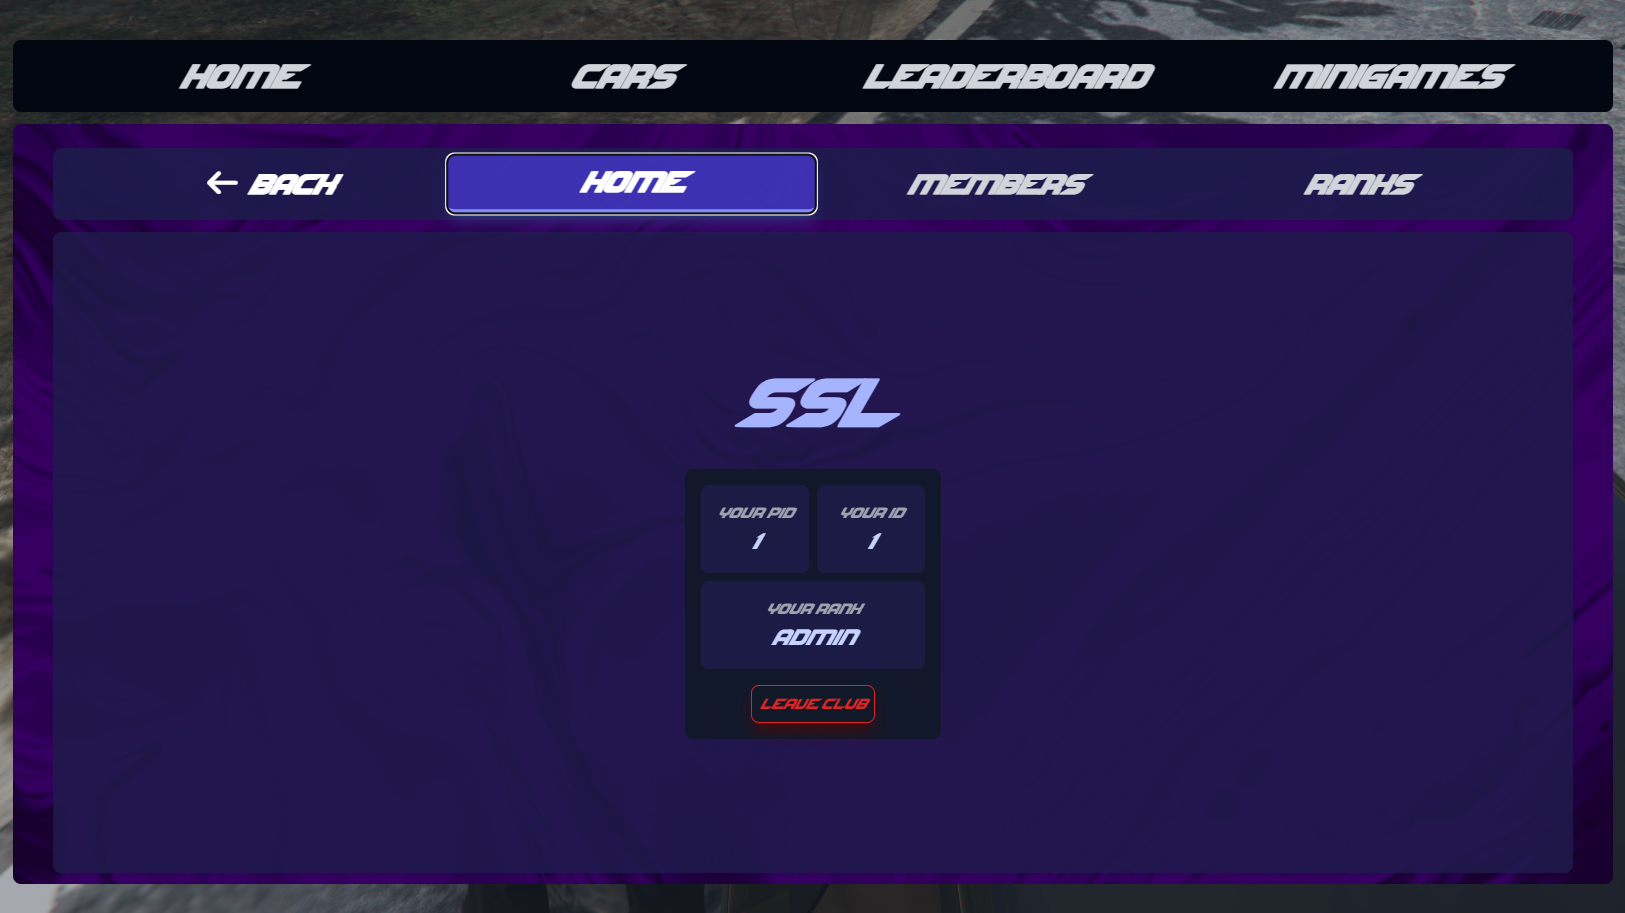 HOME CARS LEADERBOARD MINIGAMES
← BACK HOME MEMBERS RANKS
SSL
YOUR PID YOUR ID
1 1
YOUR RANK
ADMIN
LEAVE CLUB